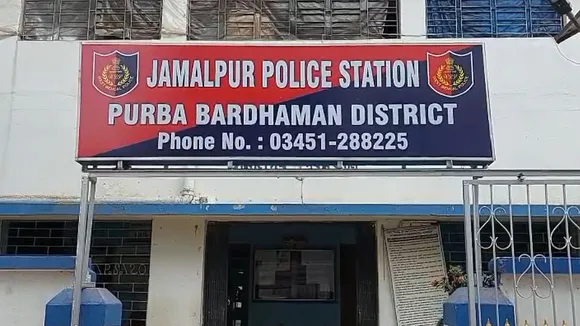 JAMALPUR POLICE STATION
PURBA BARDHAMAN DISTRICT
Phone No. : 03451-288225